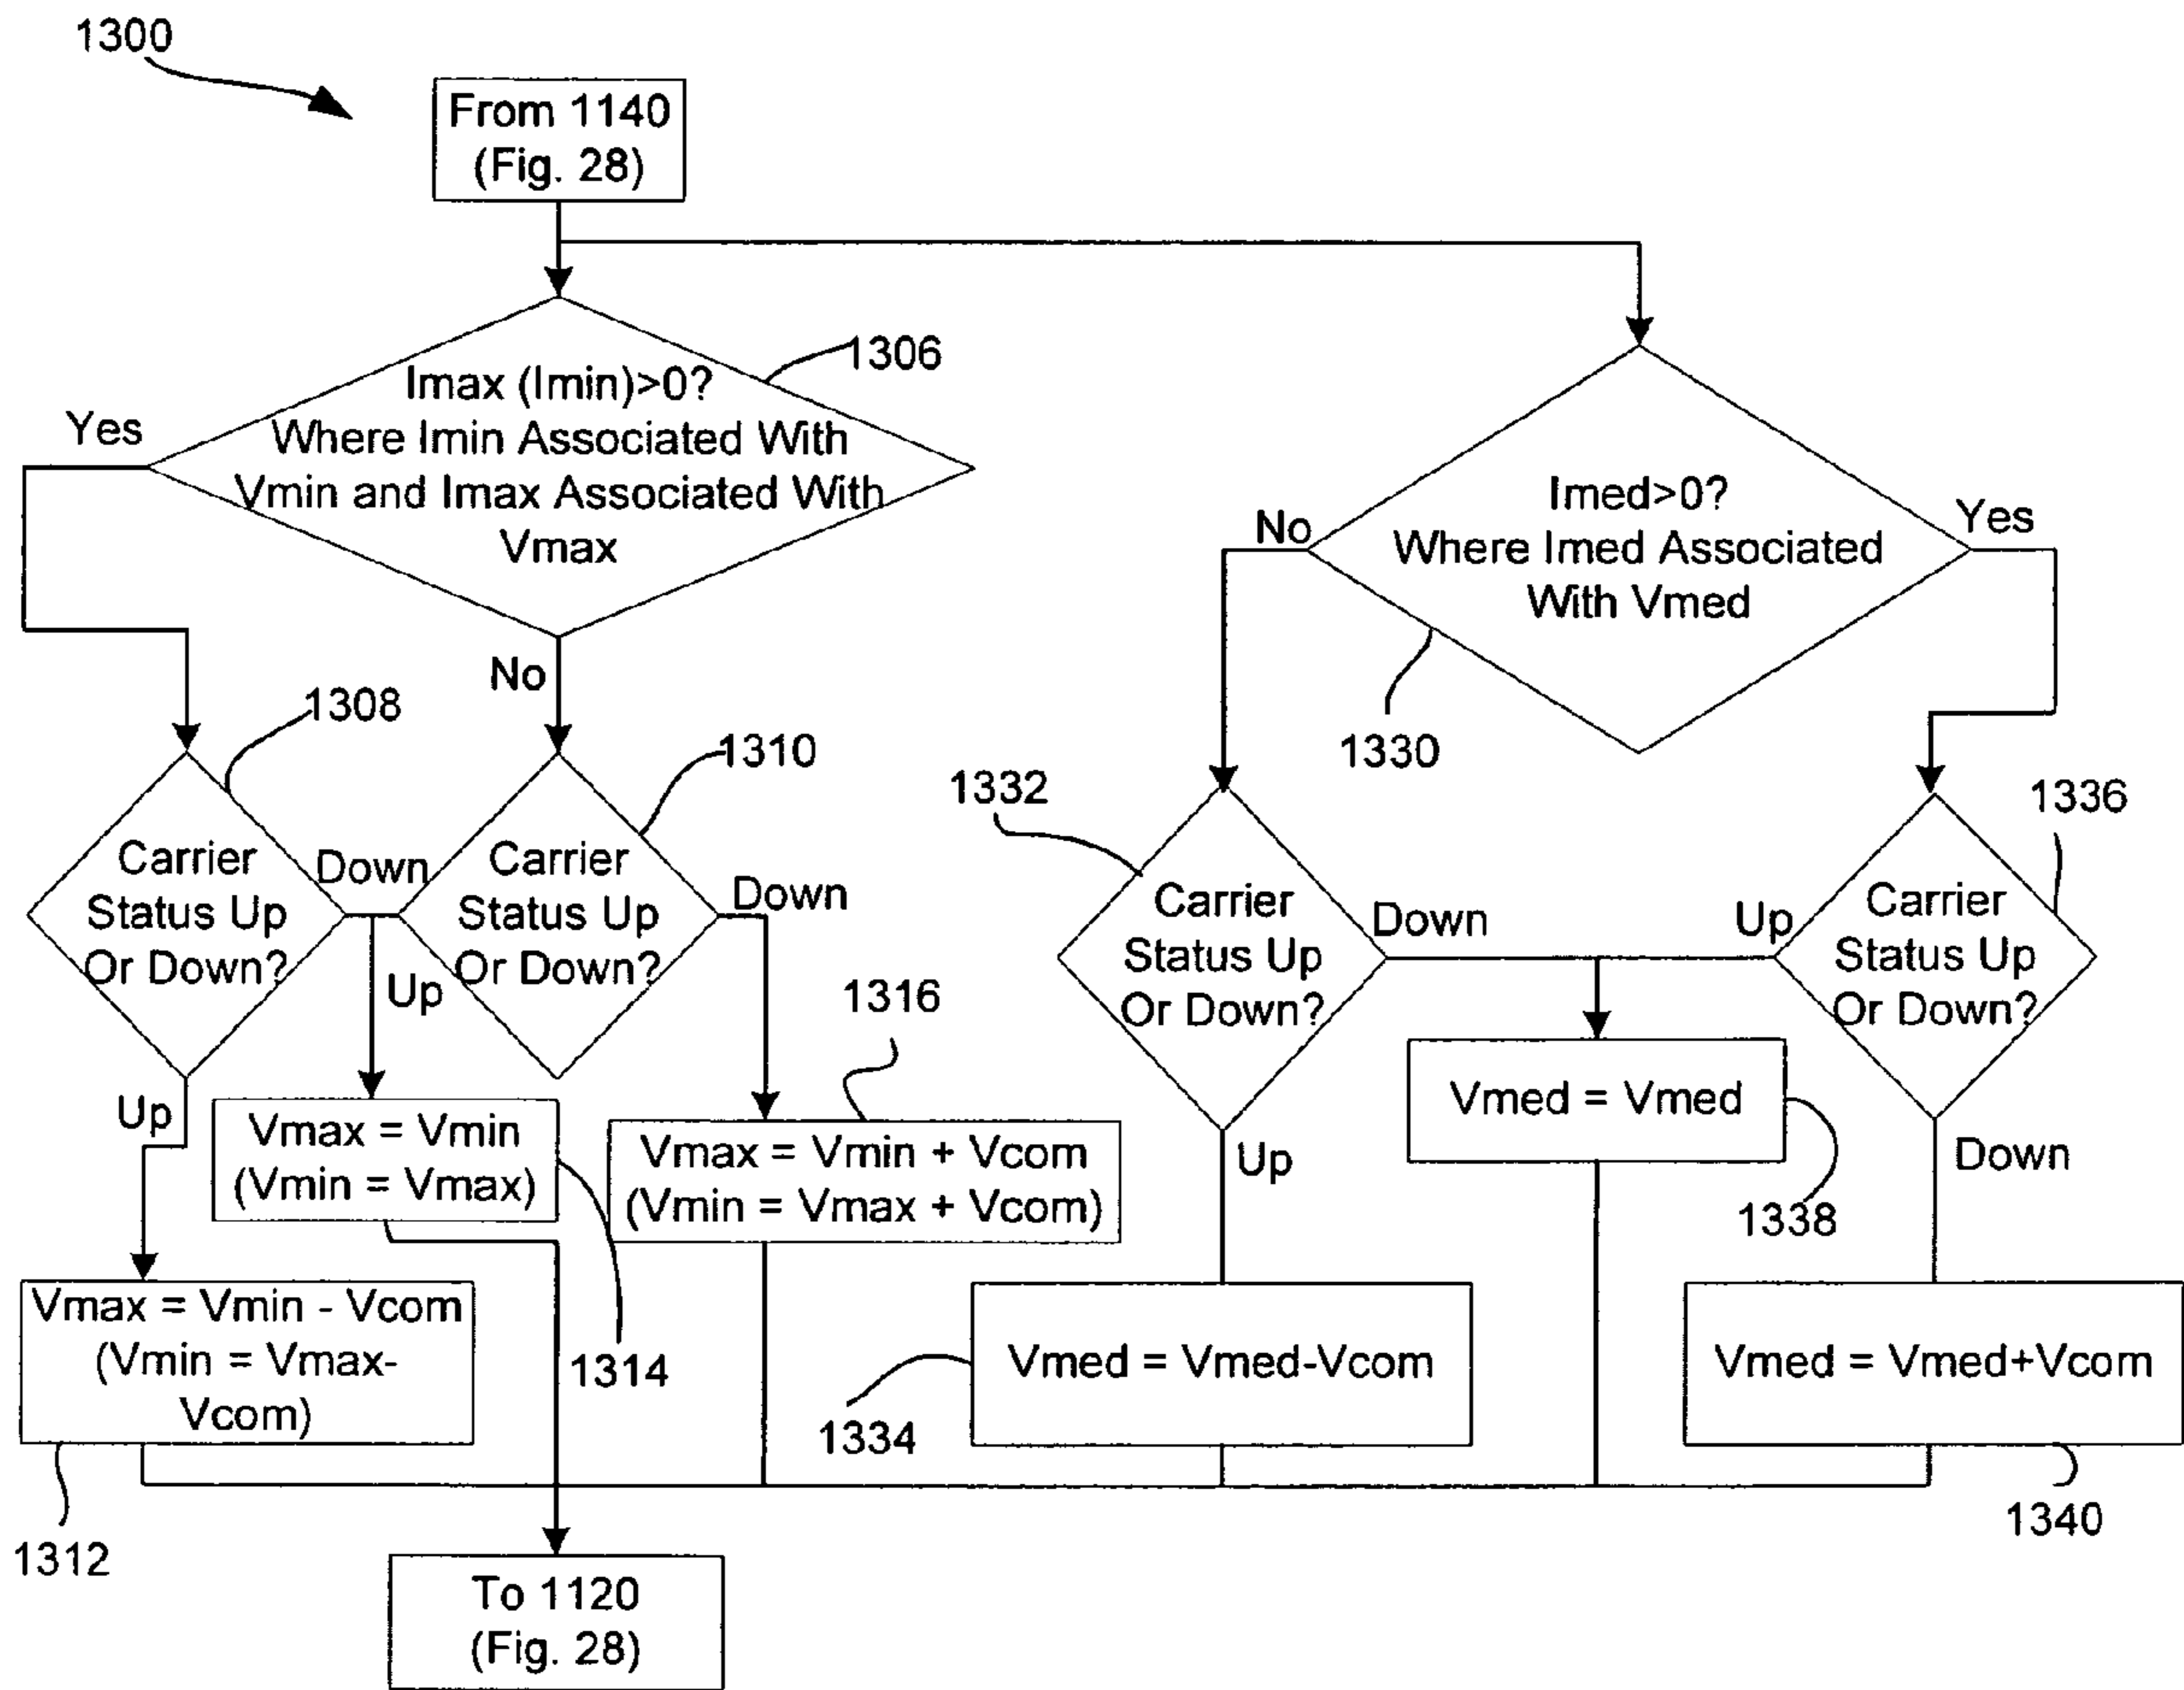 1300
From 1140
(Fig. 28)
1306
Imax (Imin)>0?
Where Imin Associated With
Vmin and Imax Associated With
Vmax
Yes
No
Imed>0?
Where Imed Associated
With Vmed
No
Yes
1330
1308
1310
1332
1336
Carrier
Status Up
Or Down?
Down
Up
Carrier
Status Up
Or Down?
Down
Up
Carrier
Status Up
Or Down?
Down
Up
Carrier
Status Up
Or Down?
Up
Down
1316
Vmax = Vmin
(Vmin = Vmax)
Vmax = Vmin + Vcom
(Vmin = Vmax + Vcom)
Vmed = Vmed
1338
Vmax = Vmin - Vcom
(Vmin = Vmax-
Vcom)
1314
1334
Vmed = Vmed-Vcom
Vmed = Vmed+Vcom
1312
1340
To 1120
(Fig. 28)